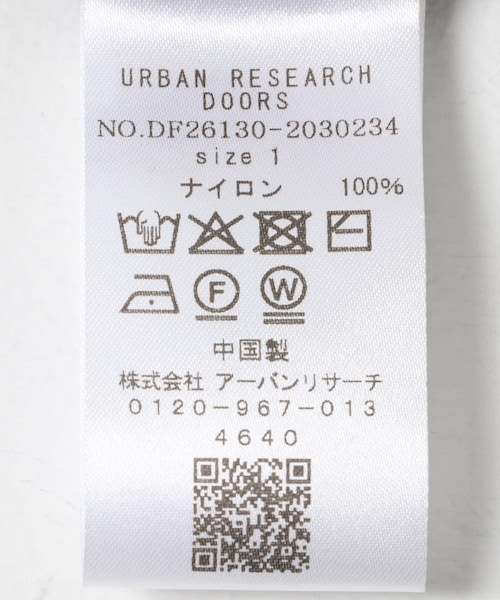 URBAN RESEARCH
DOORS
NO.DF26130-2030234
size 1
ナイロン 100%
F W
中国製
株式会社 アーバンリサーチ
0120-967-013
4640